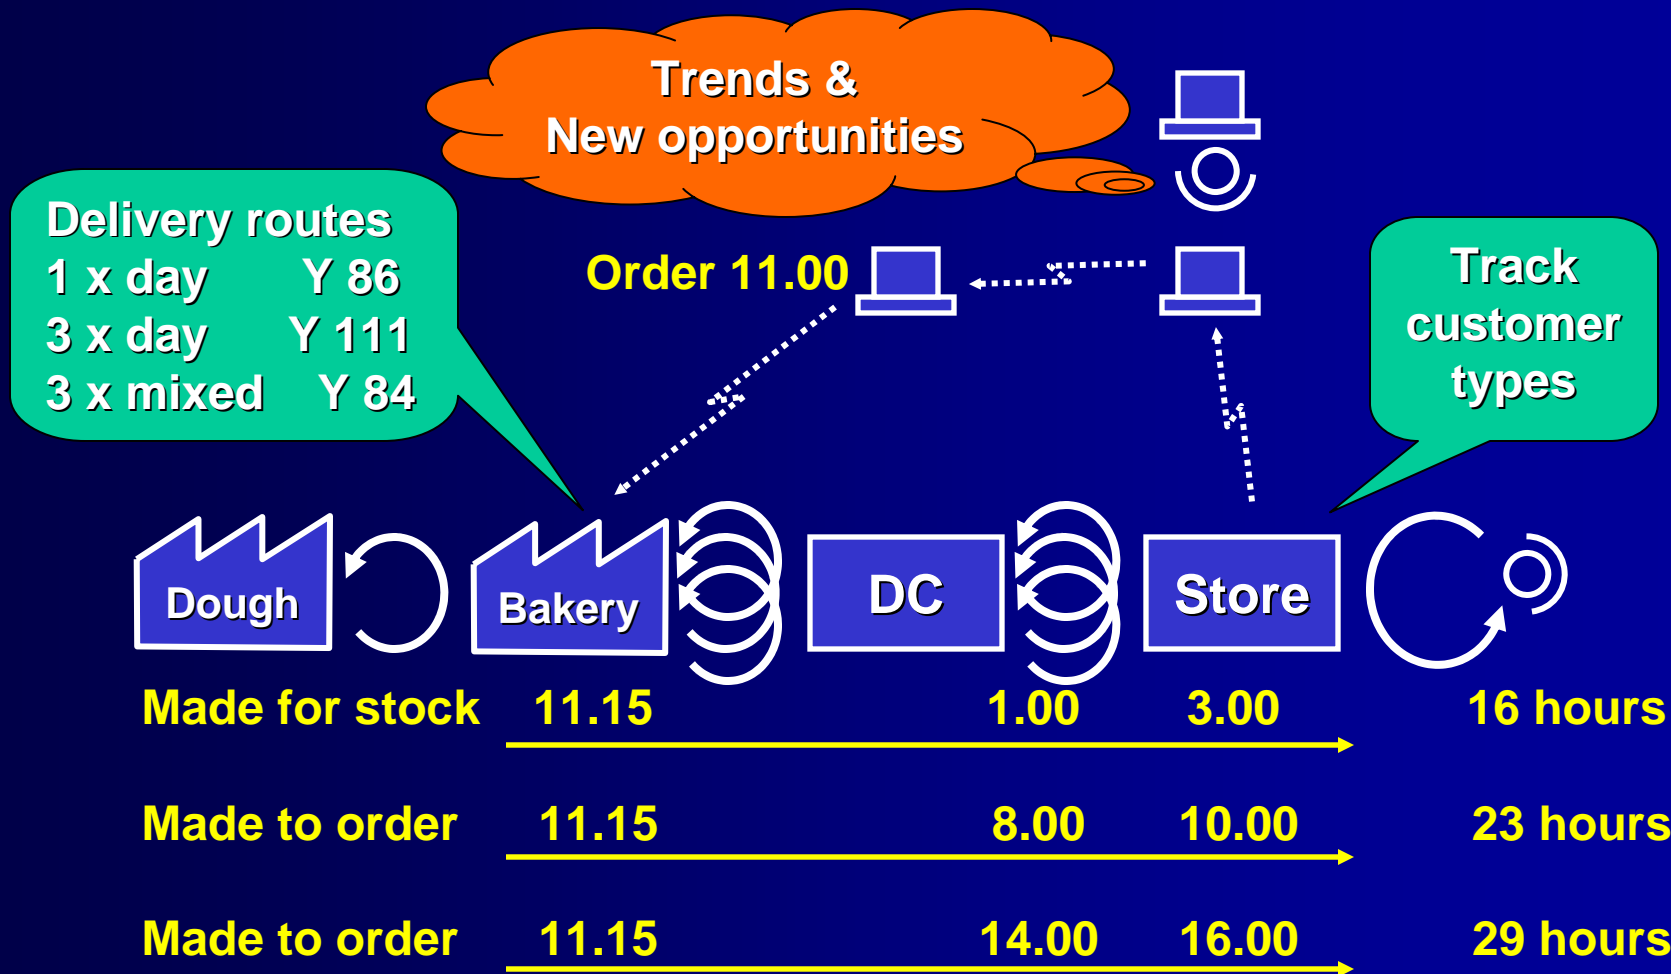 Trends &
New opportunities
Delivery routes
1 x day Y 86
3 x day Y 111
3 x mixed Y 84
Order 11.00
Track
customer
types
Dough
Bakery
DC
Store
Made for stock 11.15 1.00 3.00 16 hours
Made to order 11.15 8.00 10.00 23 hours
Made to order 11.15 14.00 16.00 29 hours